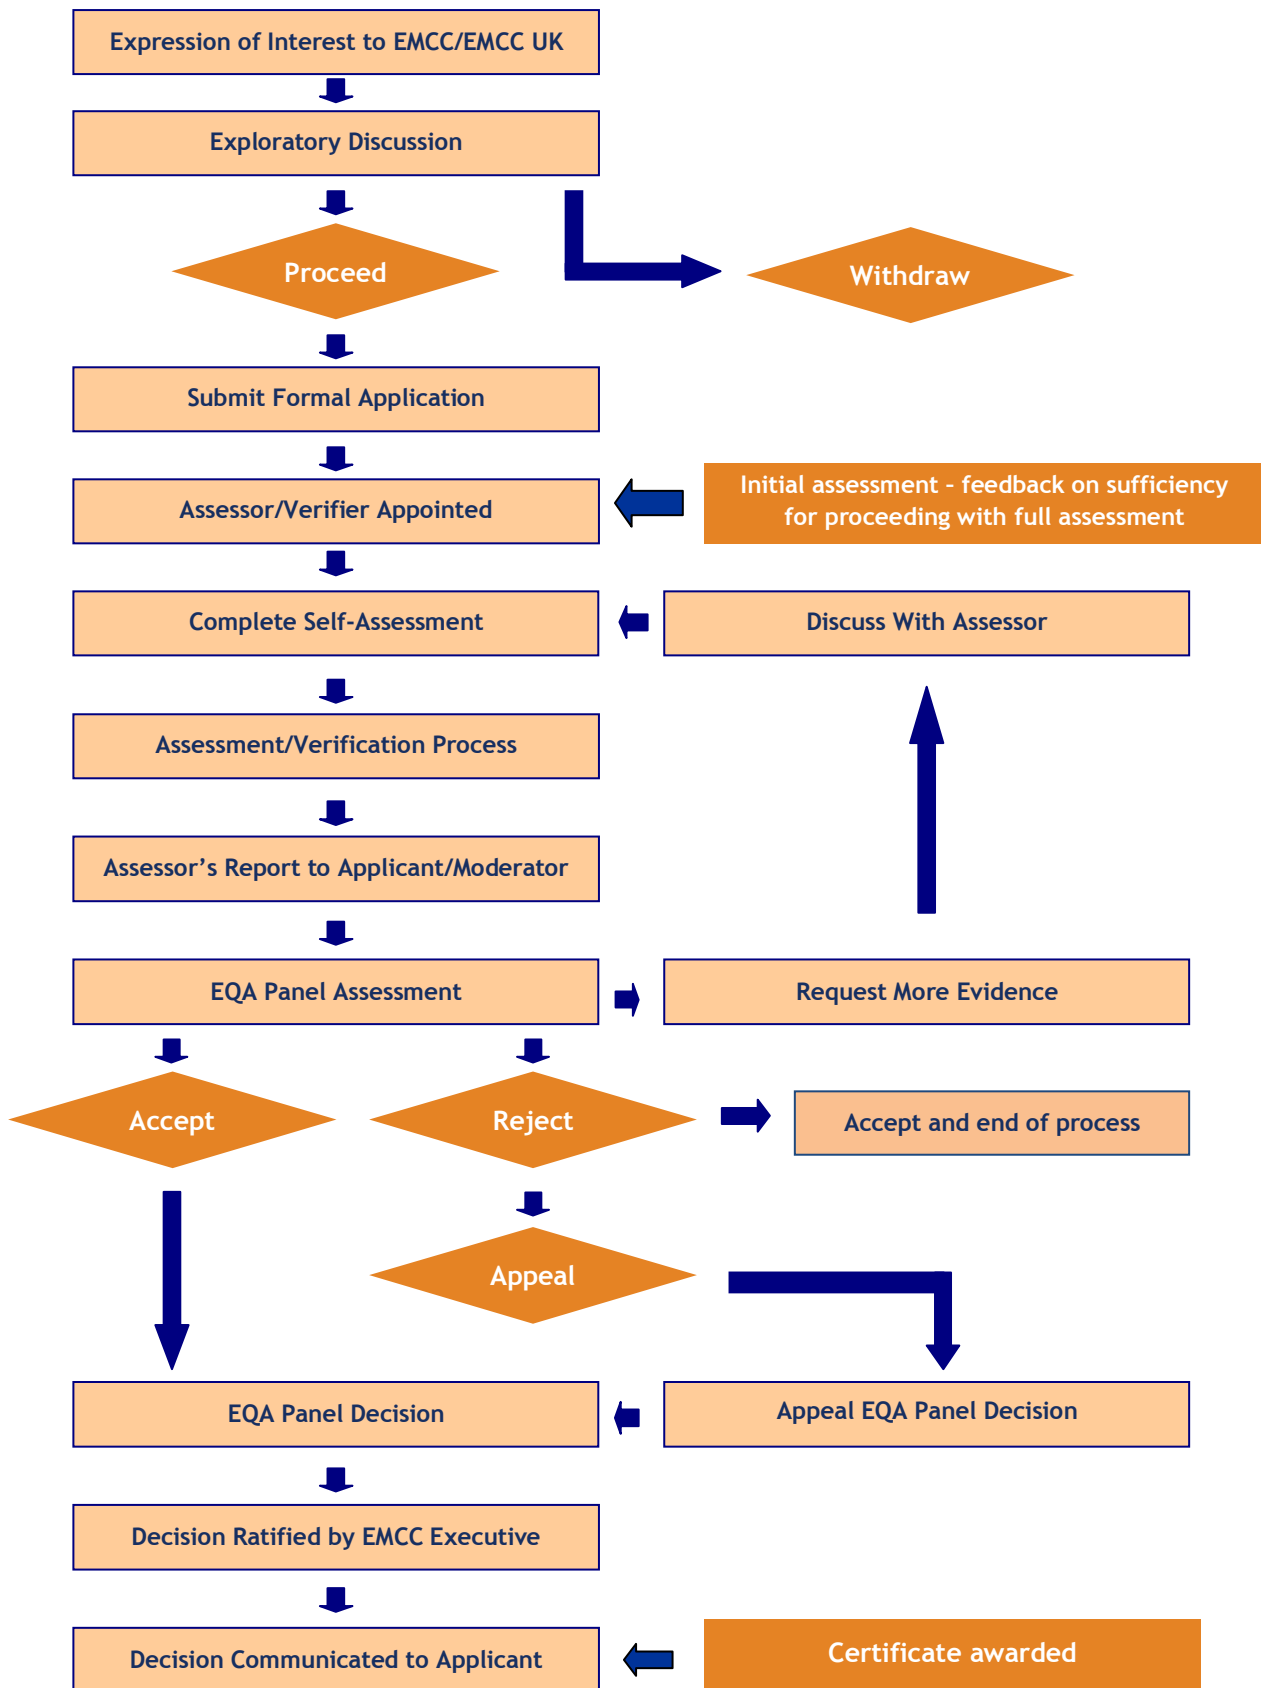 Expression of Interest to EMCC/EMCC UK
Exploratory Discussion
Proceed
Withdraw
Submit Formal Application
Assessor/Verifier Appointed
Initial assessment – feedback on sufficiency
for proceeding with full assessment
Complete Self-Assessment
Discuss With Assessor
Assessment/Verification Process
Assessor’s Report to Applicant/Moderator
EQA Panel Assessment
Request More Evidence
Accept
Reject
Accept and end of process
Appeal
EQA Panel Decision
Appeal EQA Panel Decision
Decision Ratified by EMCC Executive
Decision Communicated to Applicant
Certificate awarded